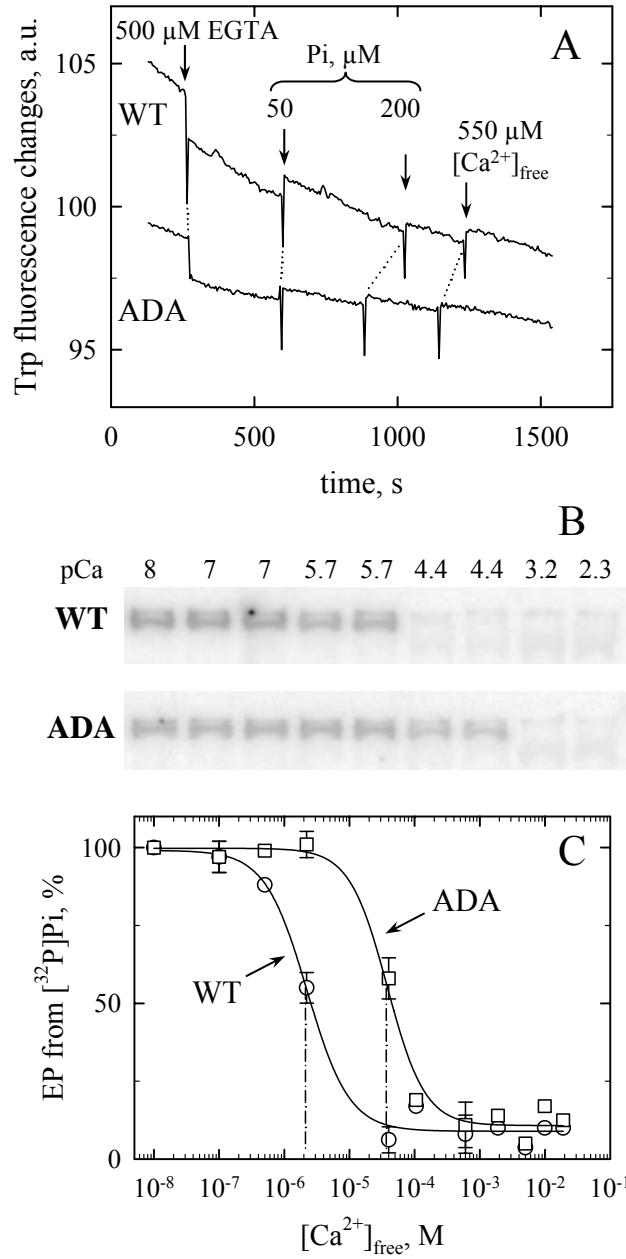 A
500 µM EGTA
Pi, µM
50 200
550 µM
[Ca²⁺]free
WT
ADA
105
100
95
Trp fluorescence changes, a.u.
0 500 1000 1500
time, s
B
pCa 8 7 7 5.7 5.7 4.4 4.4 3.2 2.3
WT
ADA
C
100
50
0
EP from [³²P]Pi, %
ADA
WT
10⁻⁸ 10⁻⁷ 10⁻⁶ 10⁻⁵ 10⁻⁴ 10⁻³ 10⁻² 10⁻¹
[Ca²⁺]free, M